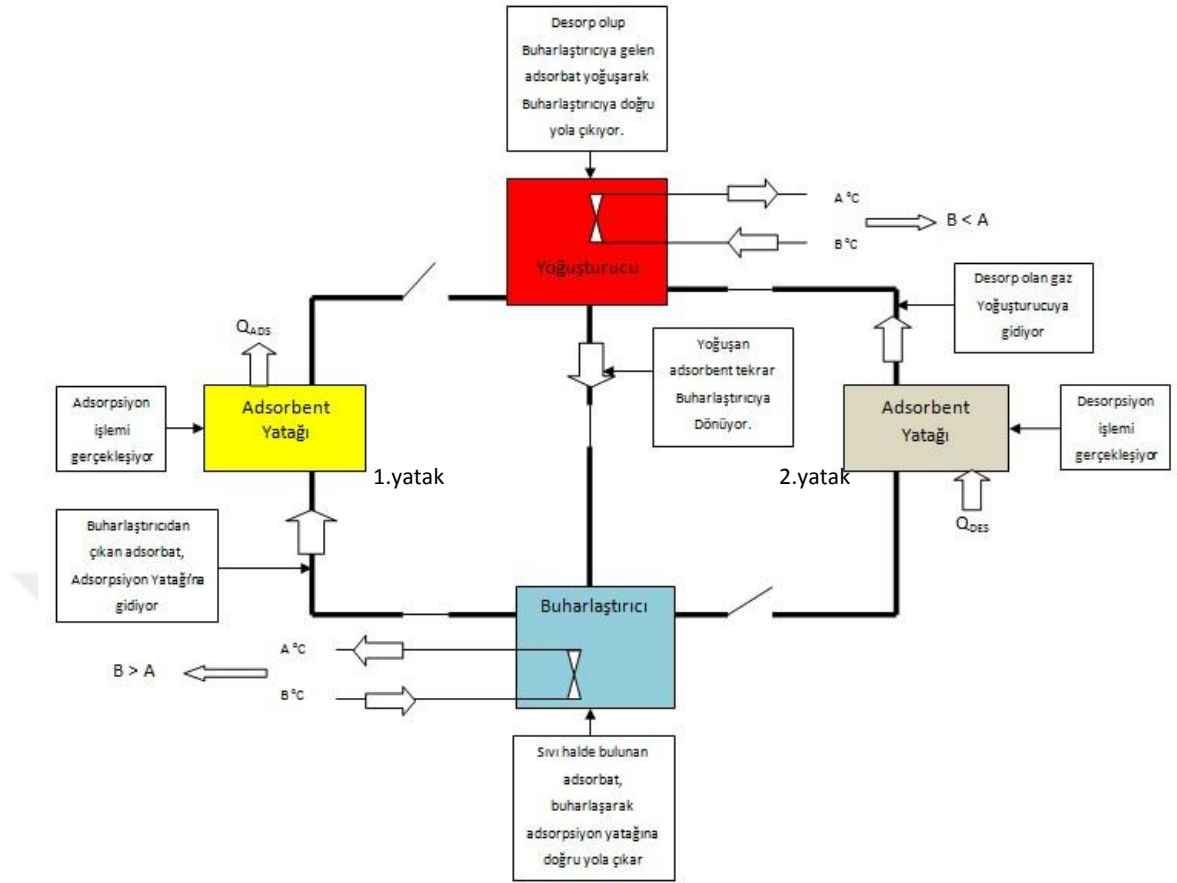 Desorp olup
Buharlaştırıcıya gelen
adsorbat yoğuşarak
Buharlaştırıcıya doğru
yola çıkıyor.
A °C
B < A
B °C
Yoğuşturucu
Desorp olan gaz
Yoğuşturucuya
gidiyor
QADS
Yoğuşan
adsorbent tekrar
Buharlaştırıcıya
Dönüyor.
Adsorpsiyon
işlemi
gerçekleşiyor
Adsorbent
Yatağı
1.yatak
Adsorbent
Yatağı
2.yatak
Desorpsiyon
işlemi
gerçekleşiyor
QDES
Buharlaştırıcıdan
çıkan adsorbat,
Adsorpsiyon Yatağı'na
gidiyor
Buharlaştırıcı
A °C
B > A
B °C
Sıvı halde bulunan
adsorbat,
buharlaşarak
adsorpsiyon yatağına
doğru yola çıkar